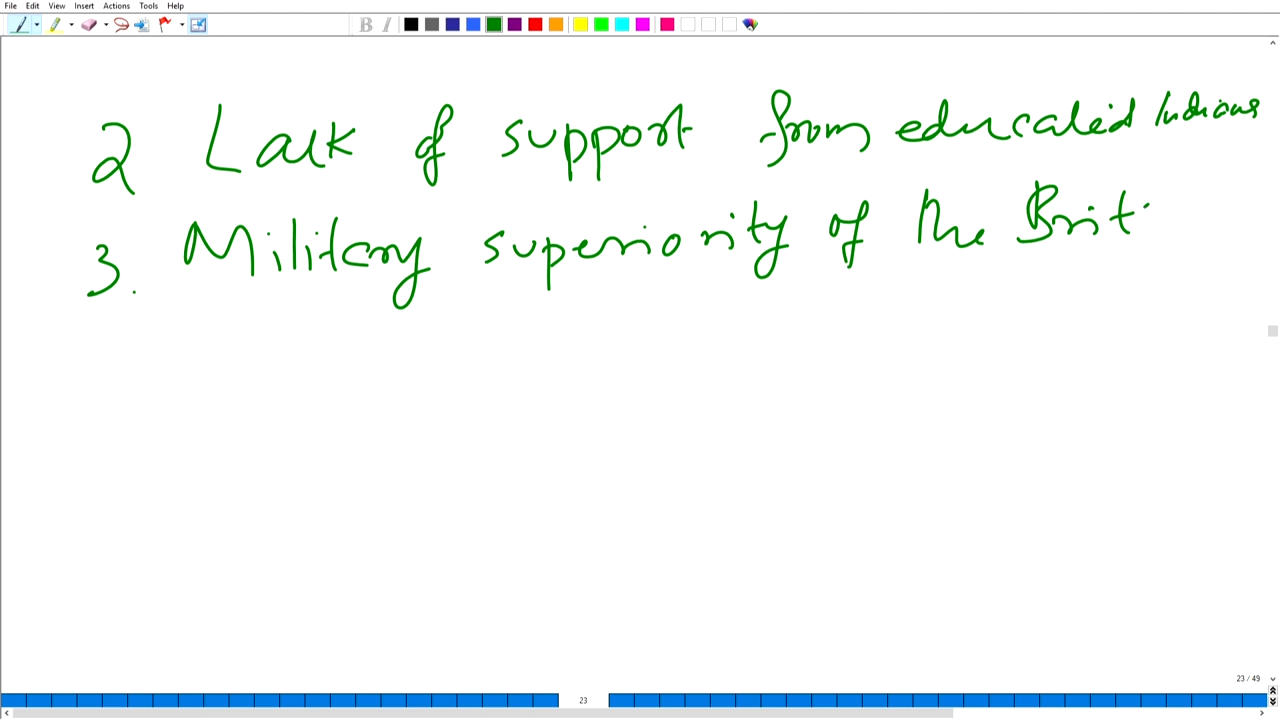 File Edit View Insert Actions Tools Help
B I
2 Lack of support from educated Indians
3. Military superiority of the Brit
23 / 49
23